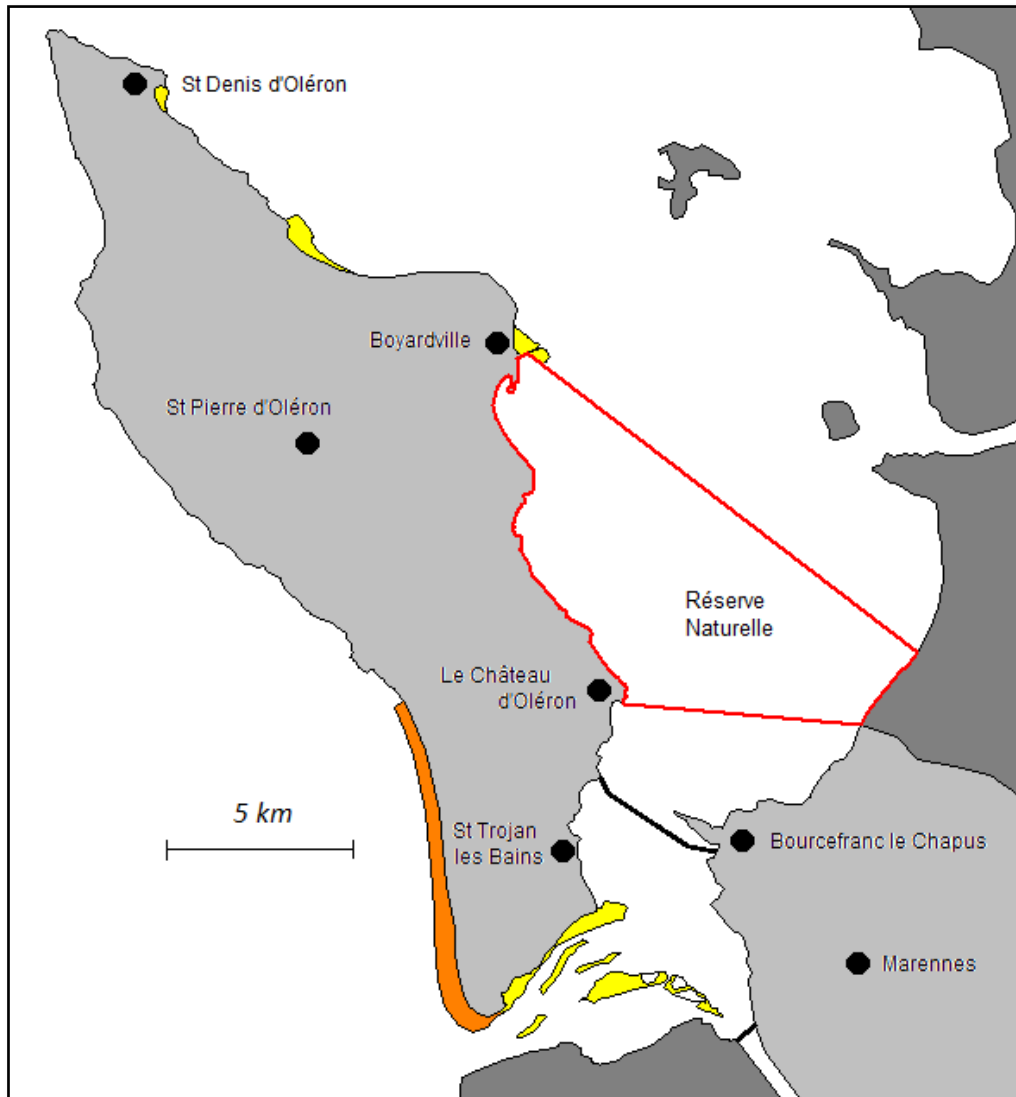 St Denis d'Oléron
Boyardville
St Pierre d'Oléron
Réserve
Naturelle
Le Château
d'Oléron
5 km
St Trojan
les Bains
Bourcefranc le Chapus
Marennes